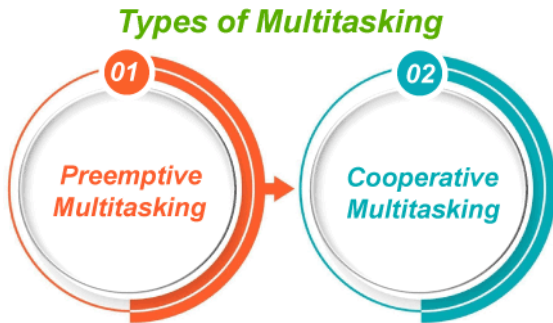 Types of Multitasking
01
Preemptive
Multitasking
02
Cooperative
Multitasking